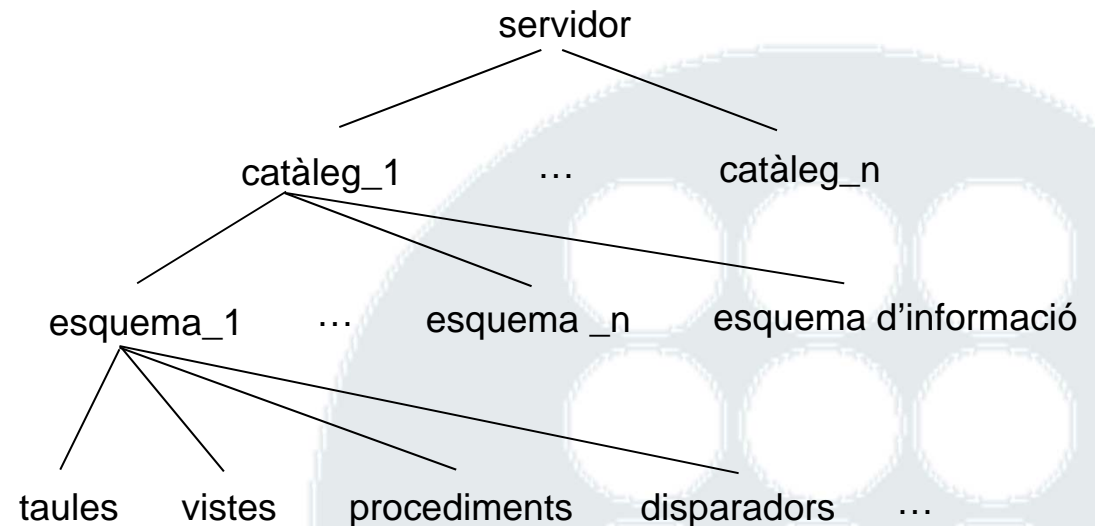 servidor
catàleg_1 … catàleg_n
esquema_1 … esquema _n esquema d’informació
taules vistes procediments disparadors …